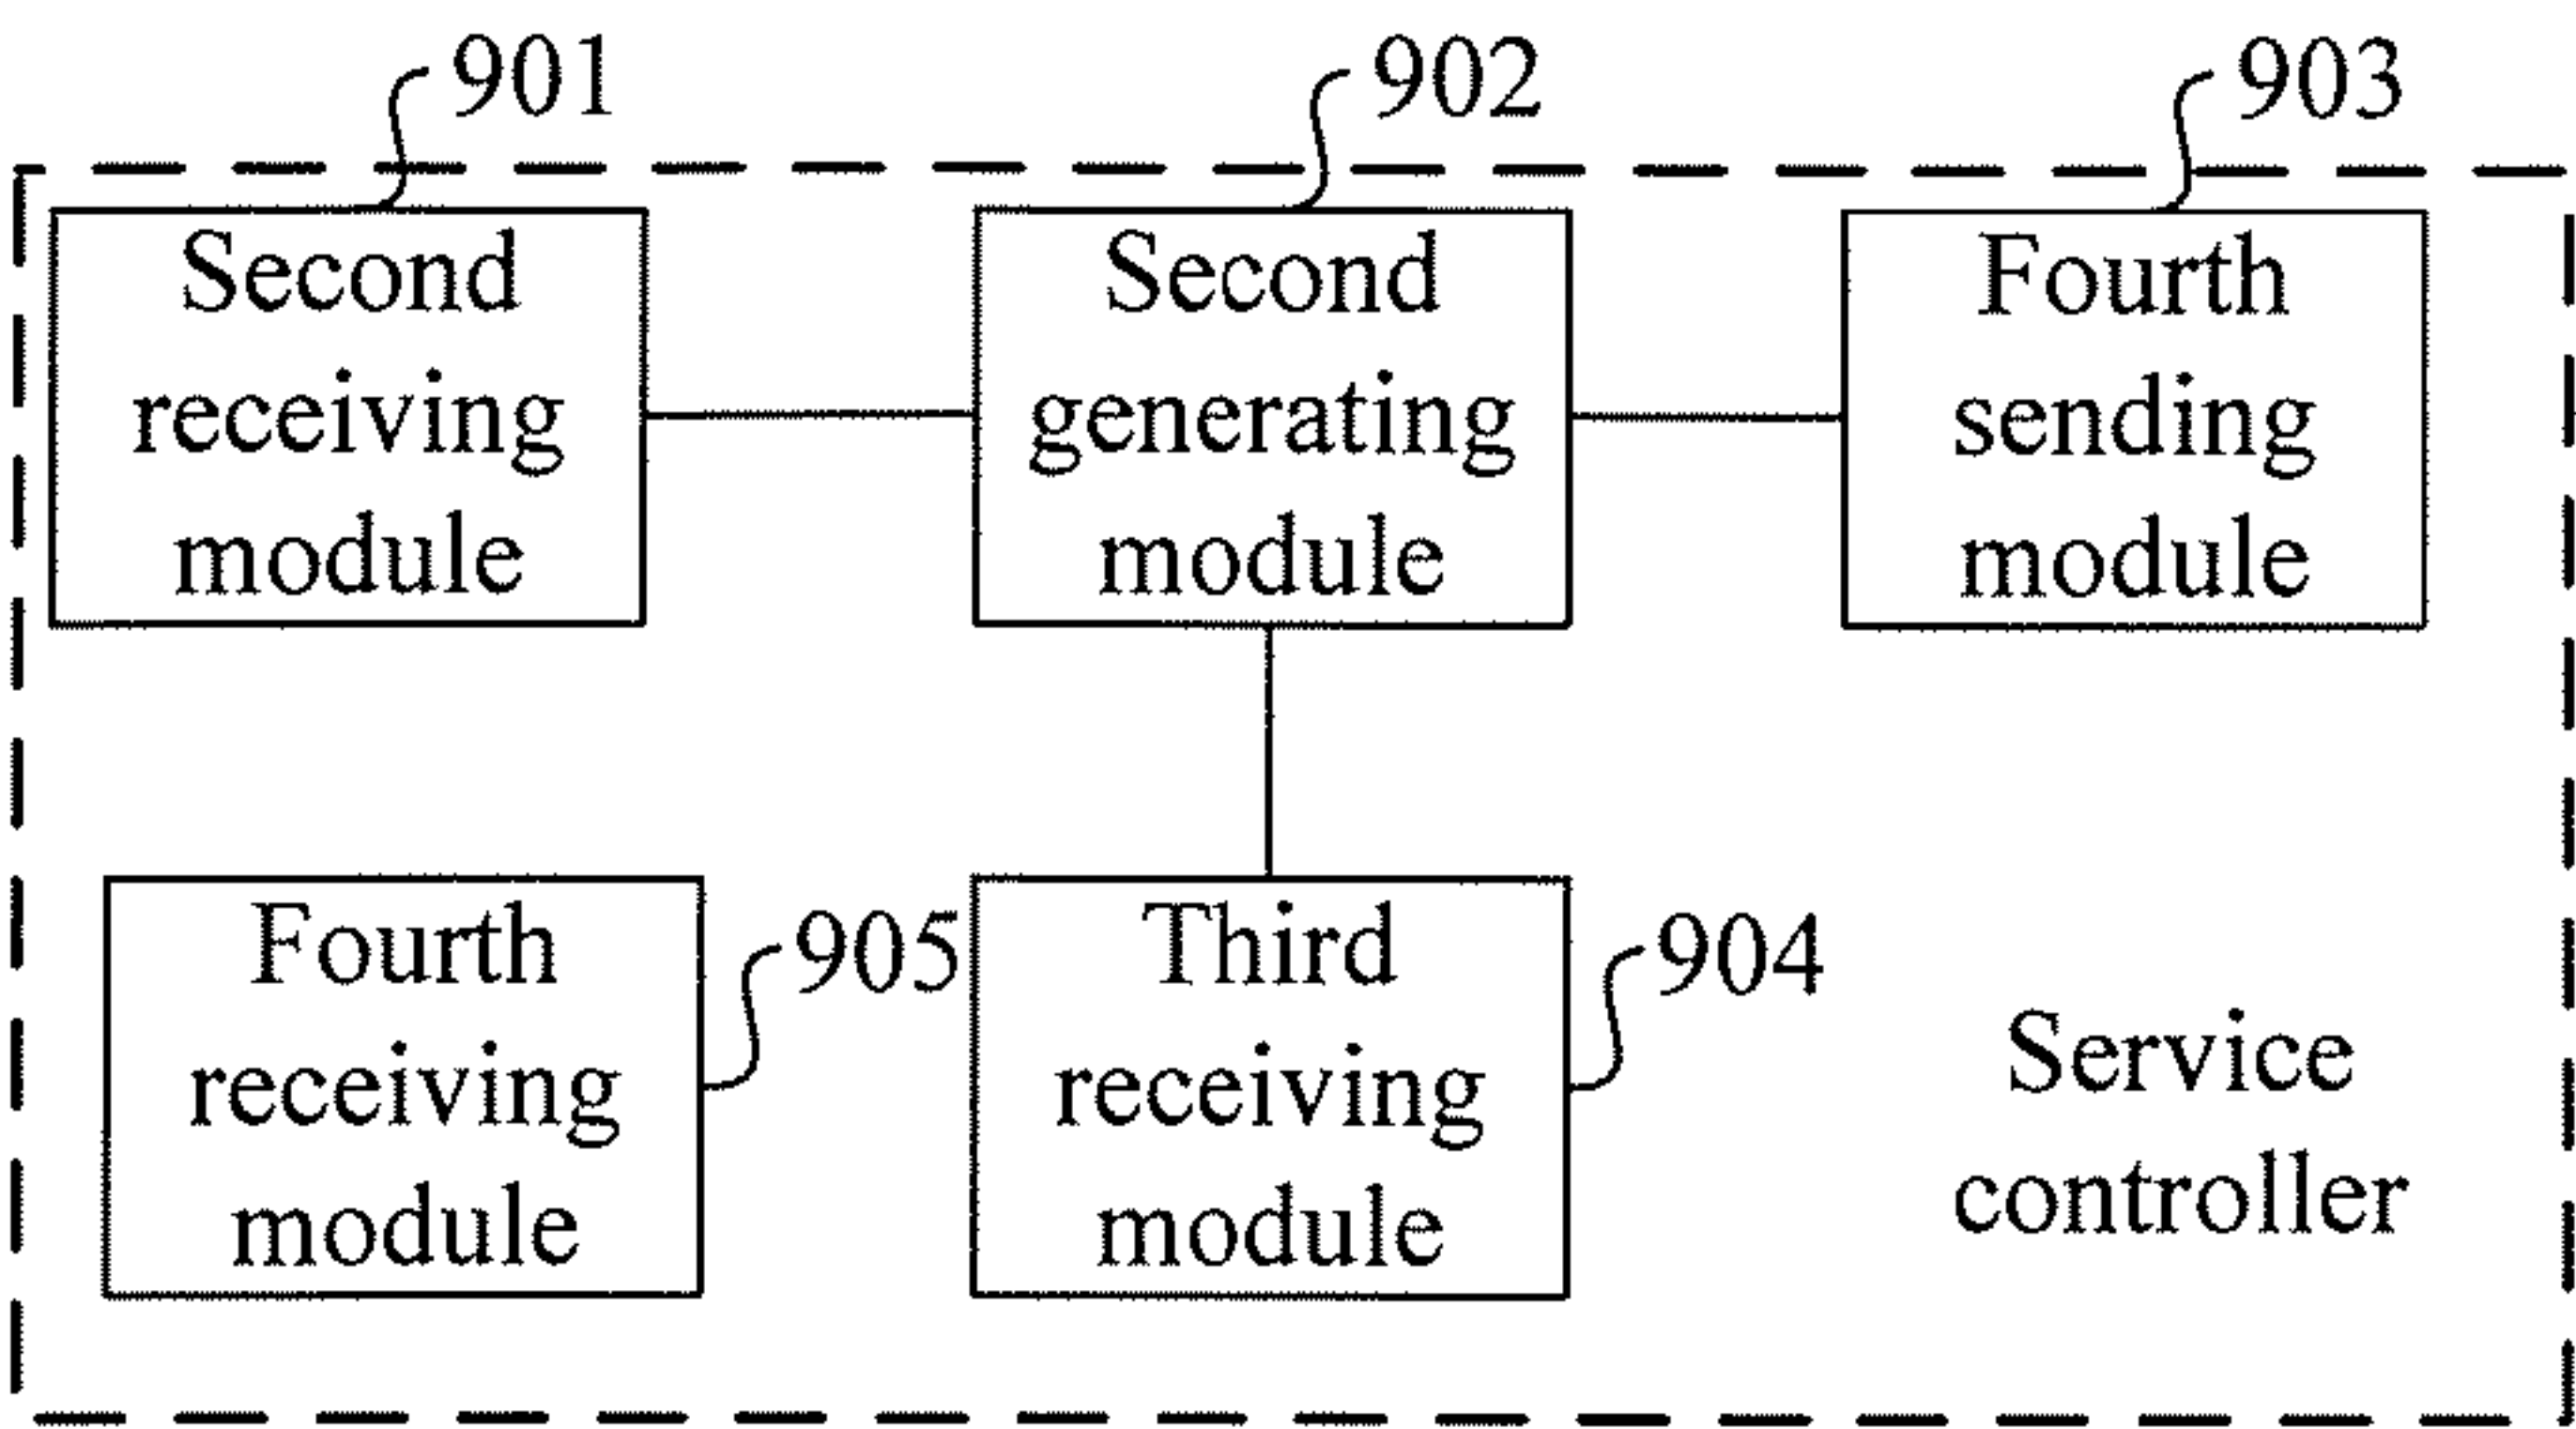 901
902
903
Second
receiving
module
Second
generating
module
Fourth
sending
module
Fourth
receiving
module
905
Third
receiving
module
904
Service
controller